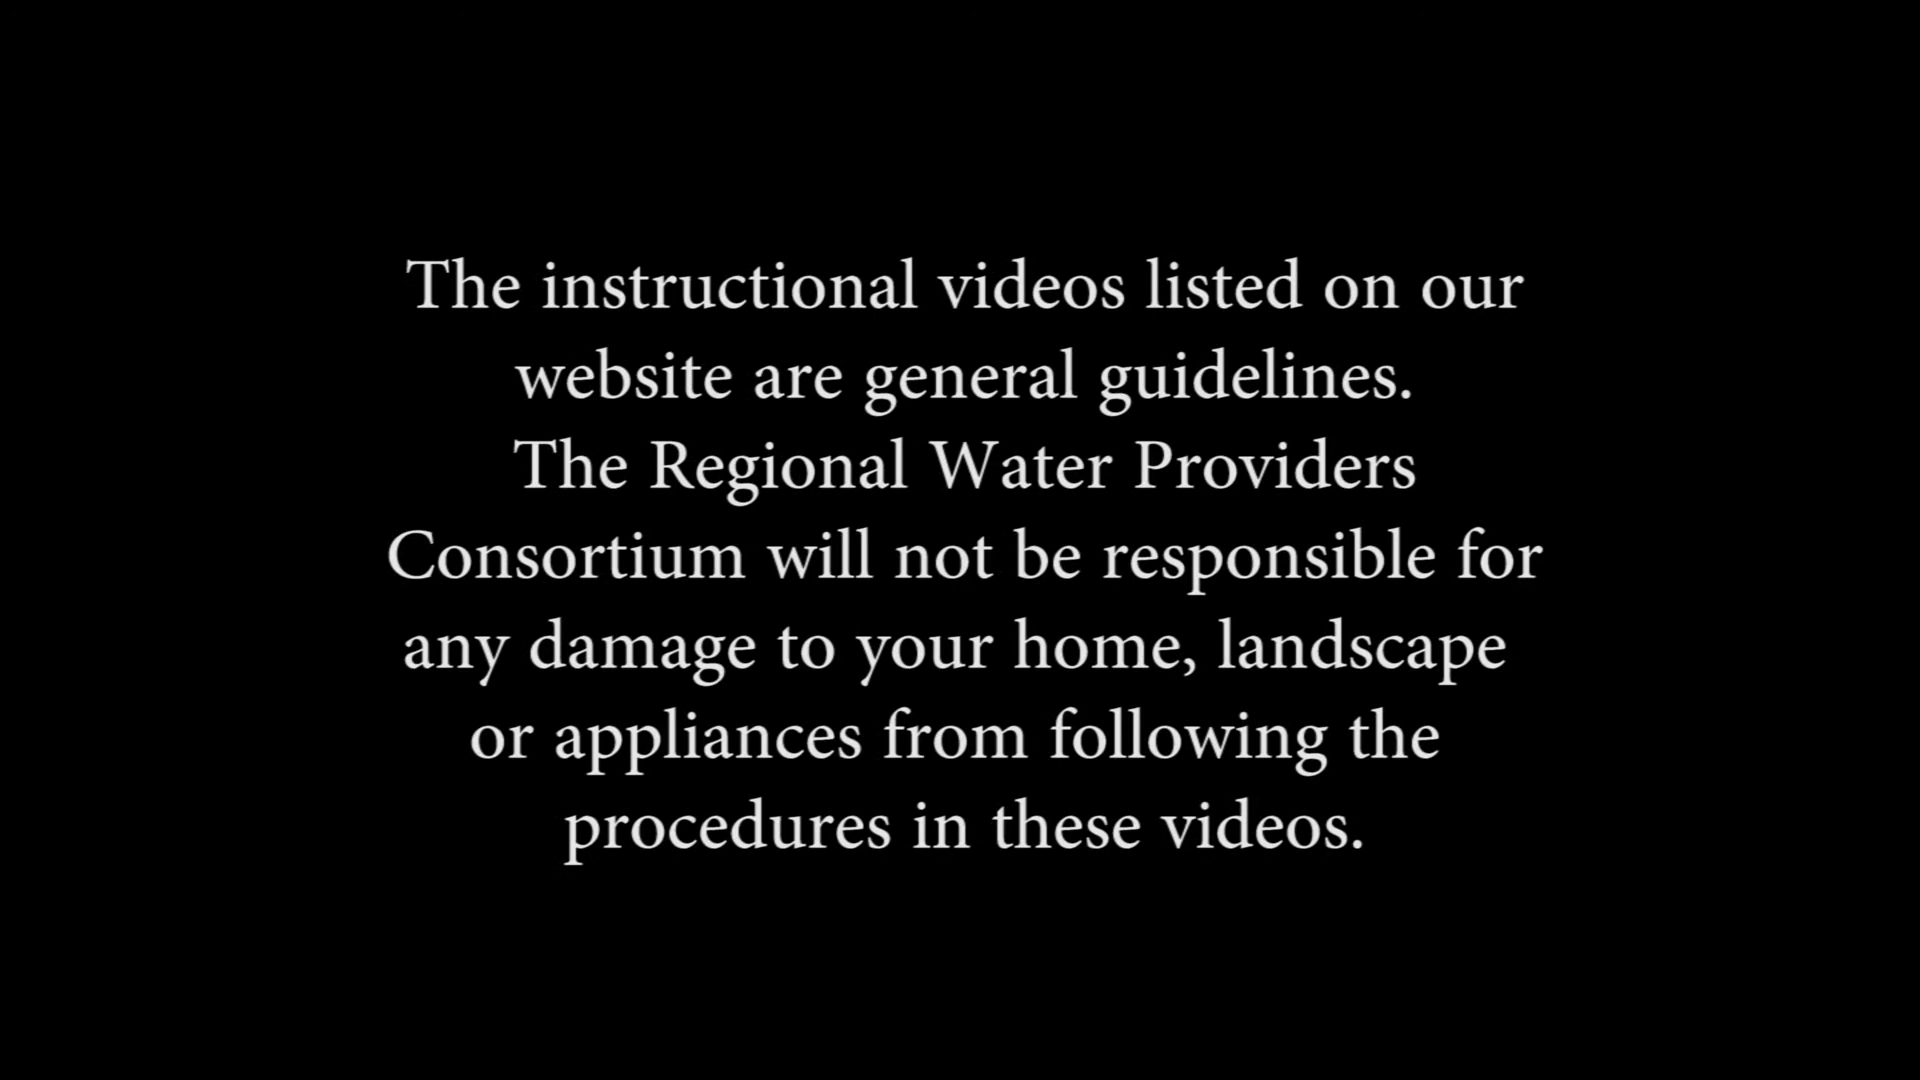 The instructional videos listed on our
website are general guidelines.
The Regional Water Providers
Consortium will not be responsible for
any damage to your home, landscape
or appliances from following the
procedures in these videos.